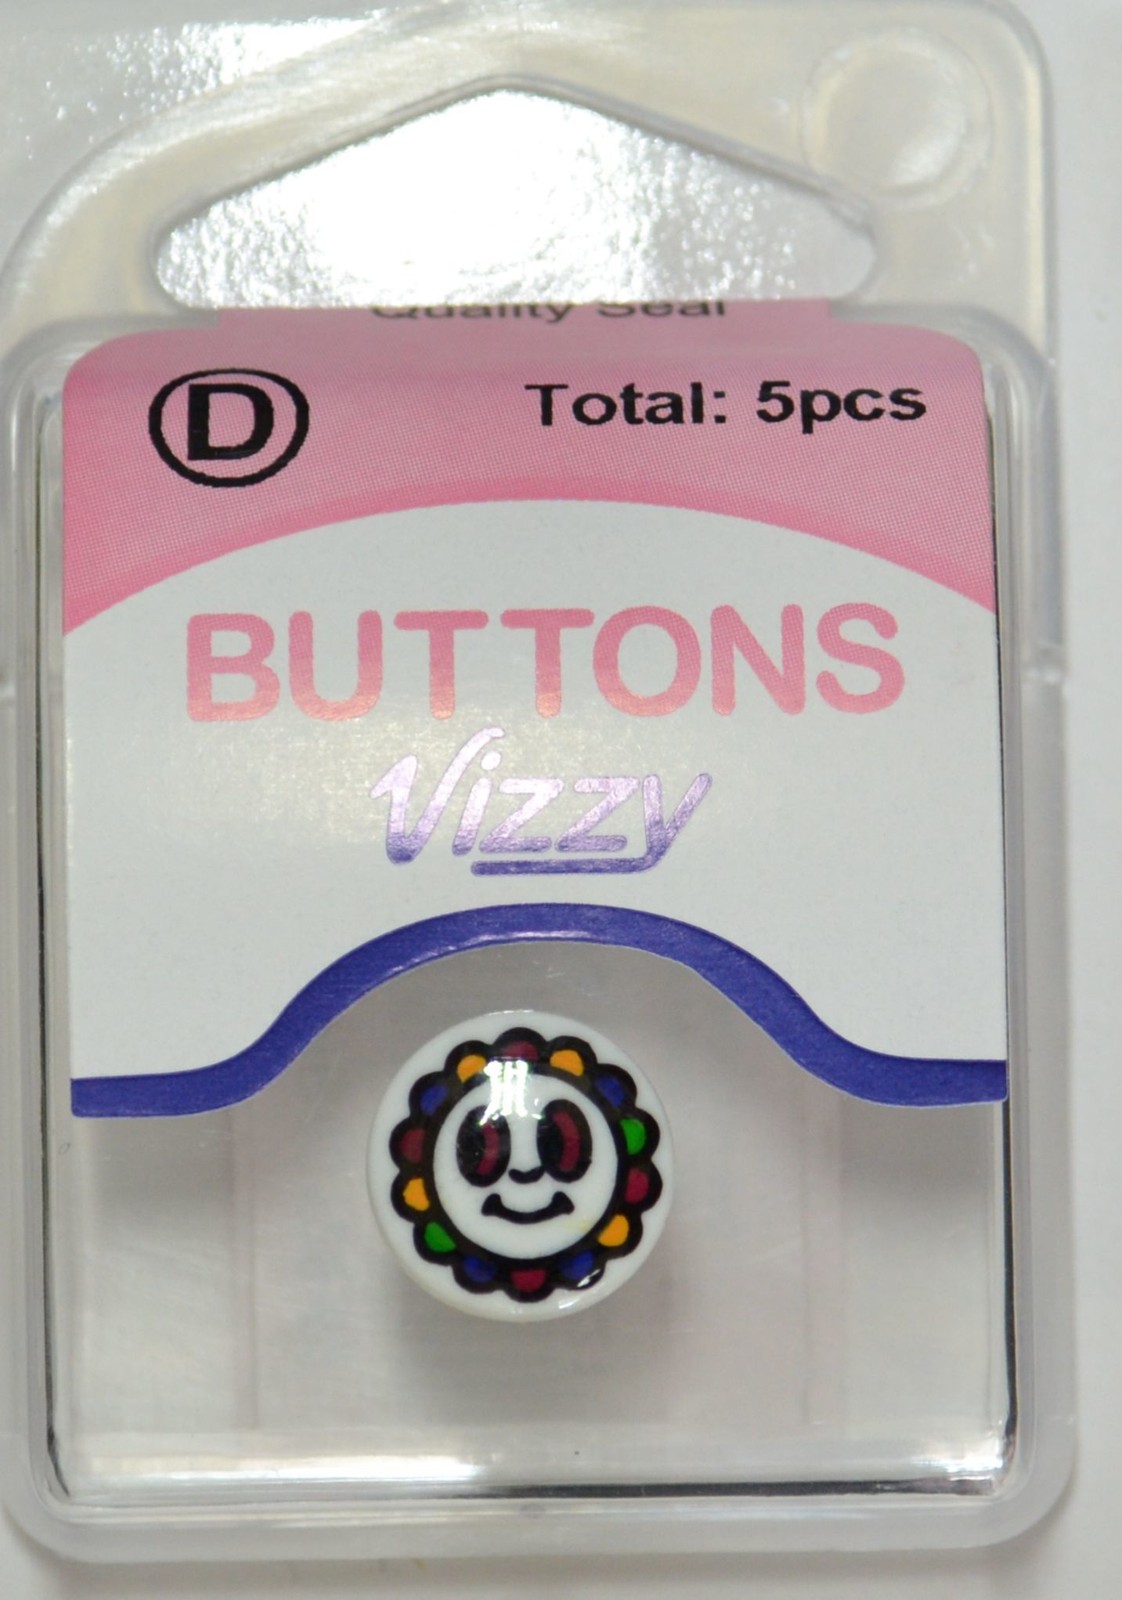 Quality Seal
D
Total: 5pcs
BUTTONS
Vizzy